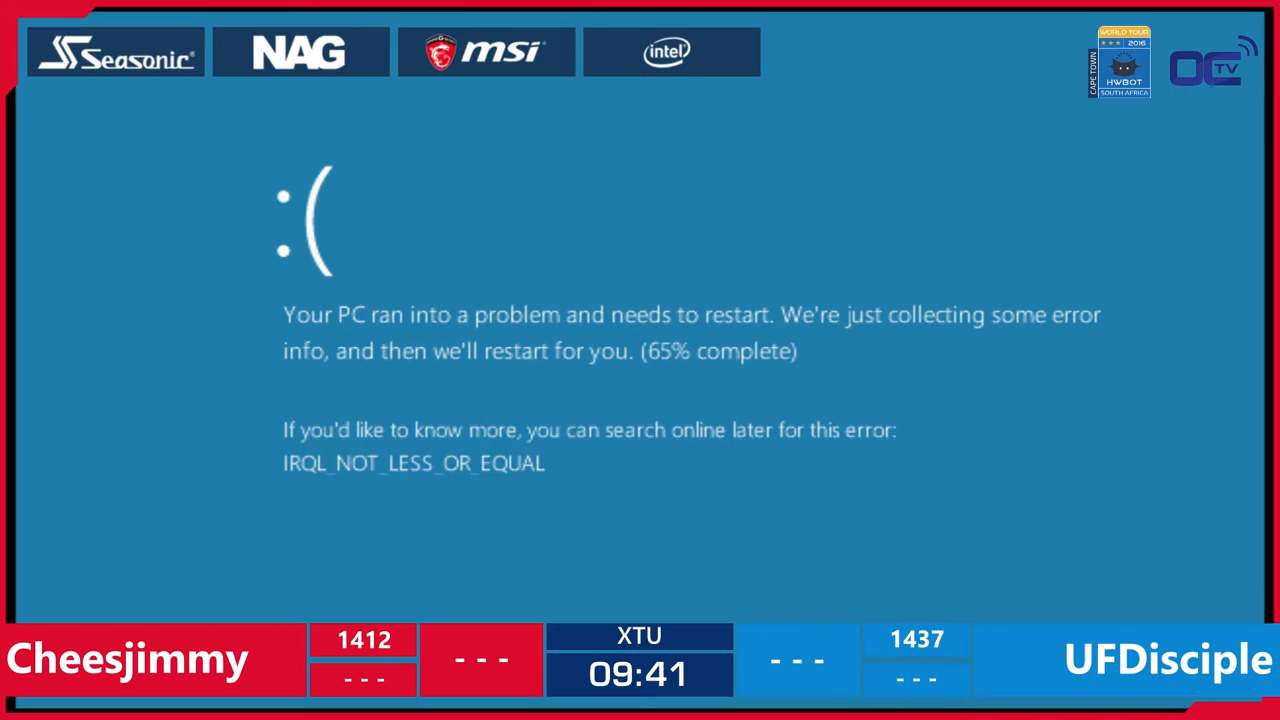 Seasonic®
NAG
msi
intel
WORLD TOUR
2016
CAPE TOWN
HWBOT
SOUTH AFRICA
OC TV
:(
Your PC ran into a problem and needs to restart. We're just collecting some error
info, and then we'll restart for you. (65% complete)
If you'd like to know more, you can search online later for this error:
IRQL_NOT_LESS_OR_EQUAL
Cheesjimmy
1412
- - -
- - -
XTU
09:41
- - -
1437
- - -
UFDisciple